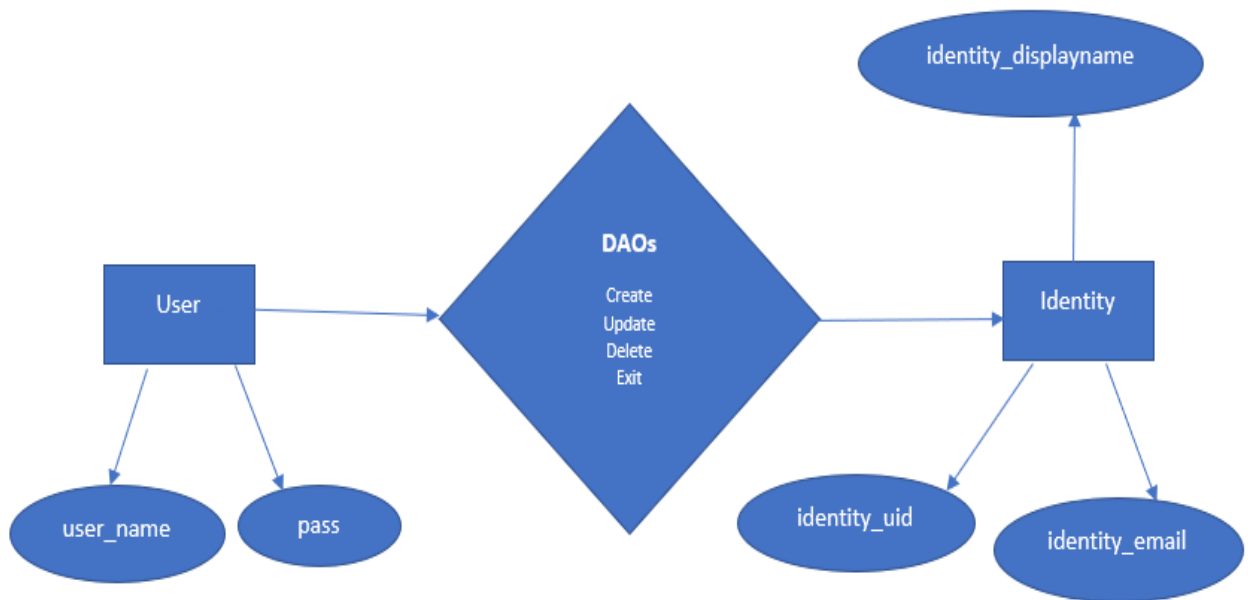 identity_displayname
DAOs
Create
Update
Delete
Exit
User
Identity
user_name
pass
identity_uid
identity_email